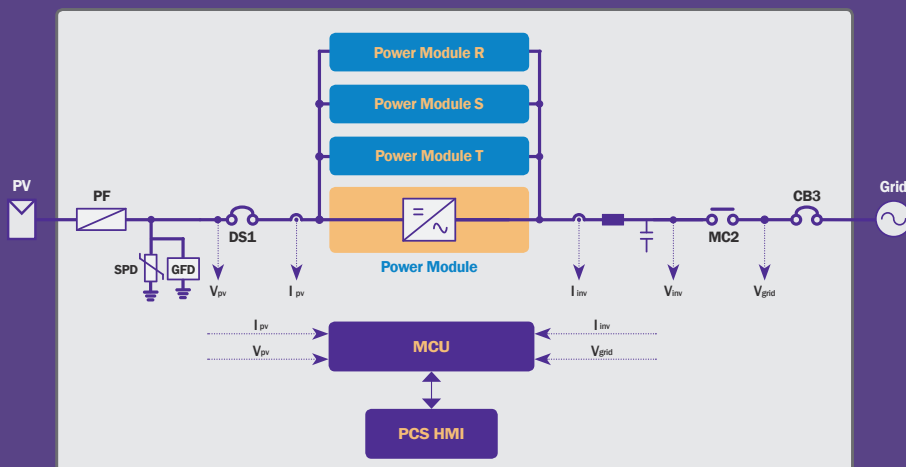 Power Module R
Power Module S
Power Module T
PV
PF
DS1
MC2
CB3
Grid
SPD
GFD
Power Module
Vpv
I pv
I inv
Vinv
Vgrid
I pv
Vpv
MCU
I inv
Vgrid
PCS HMI